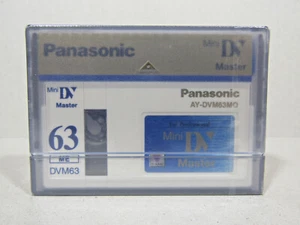 Panasonic
Mini DV
Master
Mini DV
Master
63
ME
DVM63
Panasonic
AY-DVM63MQ
Mini DV
Master